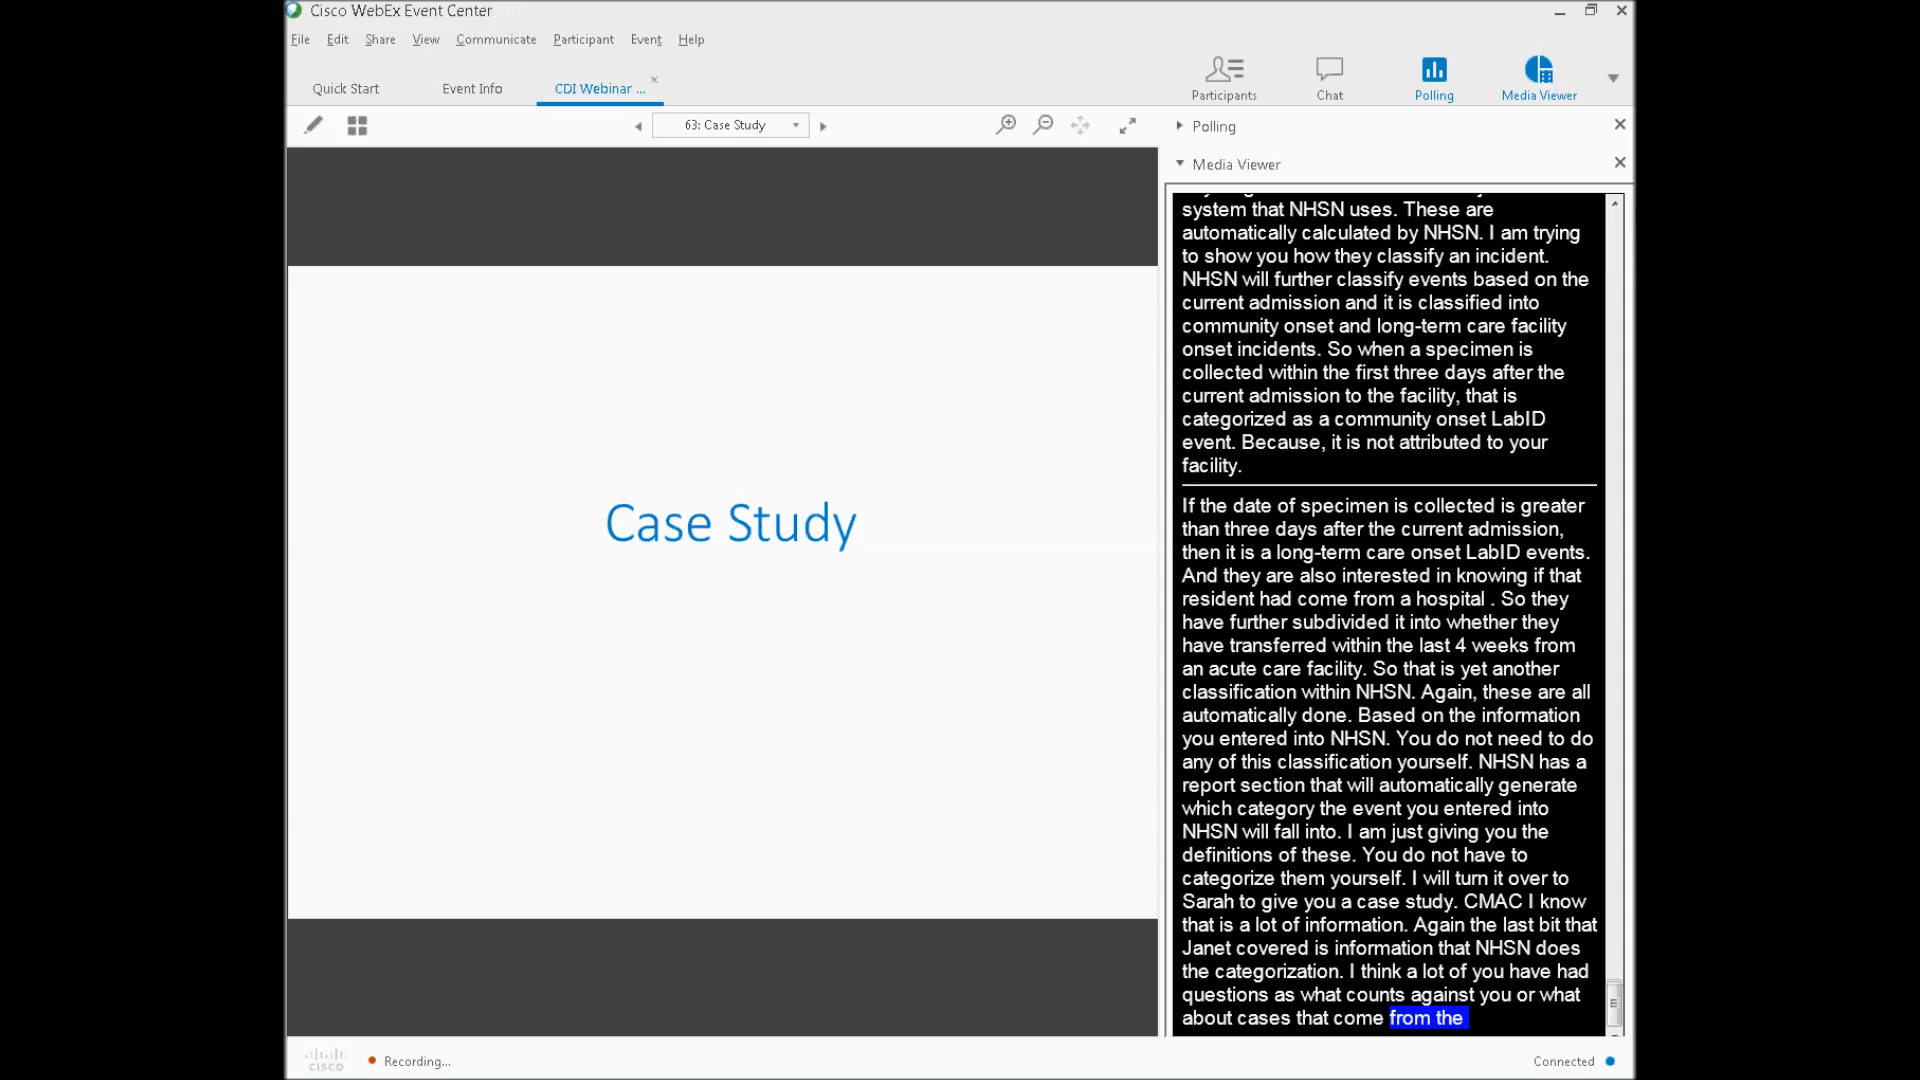 Cisco WebEx Event Center
File Edit Share View Communicate Participant Event Help
Quick Start Event Info CDI Webinar ...
Participants Chat Polling Media Viewer
63: Case Study
Polling
Media Viewer
Case Study
system that NHSN uses. These are
automatically calculated by NHSN. I am trying
to show you how they classify an incident.
NHSN will further classify events based on the
current admission and it is classified into
community onset and long-term care facility
onset incidents. So when a specimen is
collected within the first three days after the
current admission to the facility, that is
categorized as a community onset LabID
event. Because, it is not attributed to your
facility.
If the date of specimen is collected is greater
than three days after the current admission,
then it is a long-term care onset LabID events.
And they are also interested in knowing if that
resident had come from a hospital . So they
have further subdivided it into whether they
have transferred within the last 4 weeks from
an acute care facility. So that is yet another
classification within NHSN. Again, these are all
automatically done. Based on the information
you entered into NHSN. You do not need to do
any of this classification yourself. NHSN has a
report section that will automatically generate
which category the event you entered into
NHSN will fall into. I am just giving you the
definitions of these. You do not have to
categorize them yourself. I will turn it over to
Sarah to give you a case study. CMAC I know
that is a lot of information. Again the last bit that
Janet covered is information that NHSN does
the categorization. I think a lot of you have had
questions as what counts against you or what
about cases that come from the
cisco
Recording...
Connected